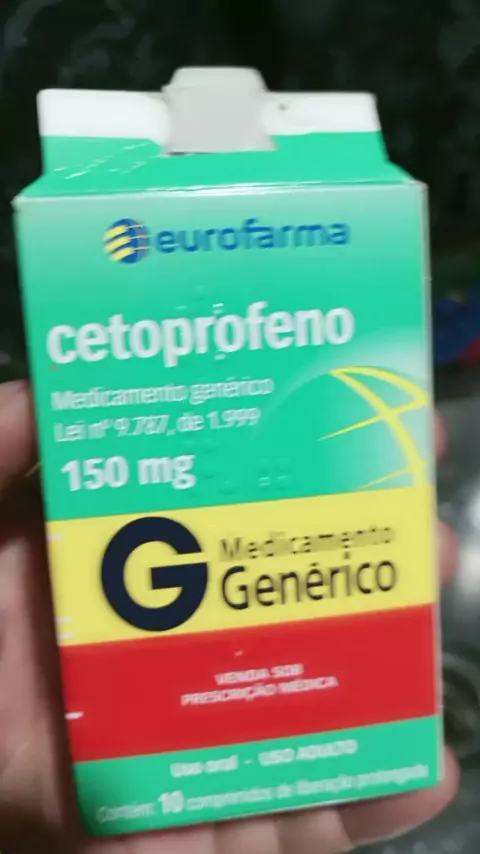 eurofarma
cetoprofeno
Medicamento genérico
Lei nº 9.787, de 1.999
150 mg
G Medicamento
Genérico
VENDA SOB
PRESCRIÇÃO MÉDICA
Uso oral - USO ADULTO
Contém: 10 comprimidos de liberação prolongada